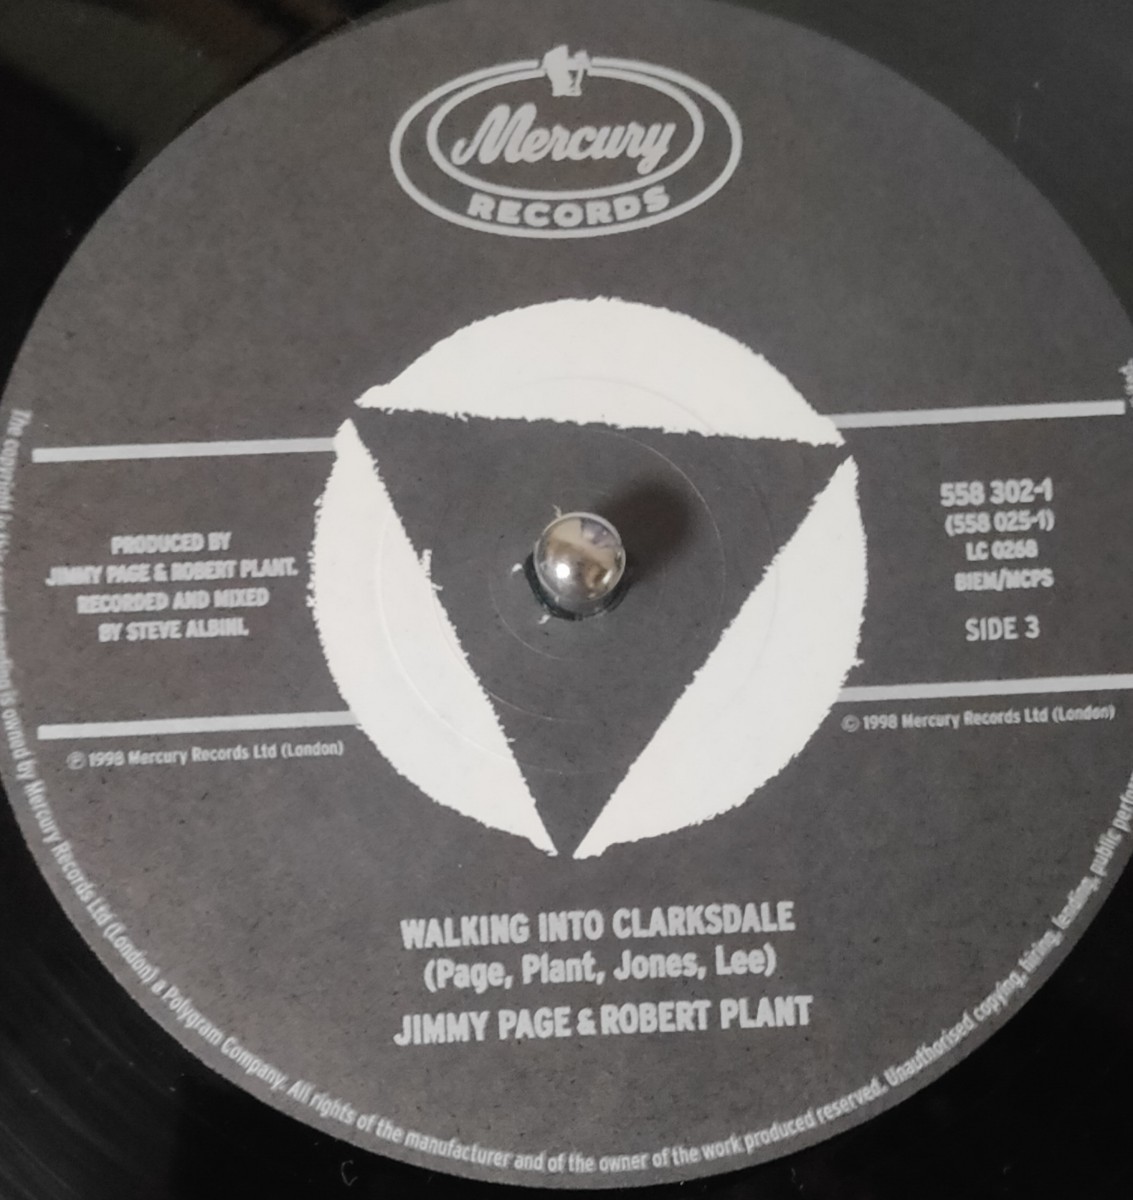 Mercury
RECORDS
PRODUCED BY
JIMMY PAGE & ROBERT PLANT.
RECORDED AND MIXED
BY STEVE ALBINI.
℗ 1998 Mercury Records Ltd (London)
558 302-1
(558 025-1)
LC 0268
BIEM/MCPS
SIDE 3
© 1998 Mercury Records Ltd (London)
WALKING INTO CLARKSDALE
(Page, Plant, Jones, Lee)
JIMMY PAGE & ROBERT PLANT
The copyright in this is owned by Mercury Records Ltd (London) a Polygram Company. All rights of the manufacturer and of the owner of the work produced reserved. Unauthorised copying, hiring, lending, public